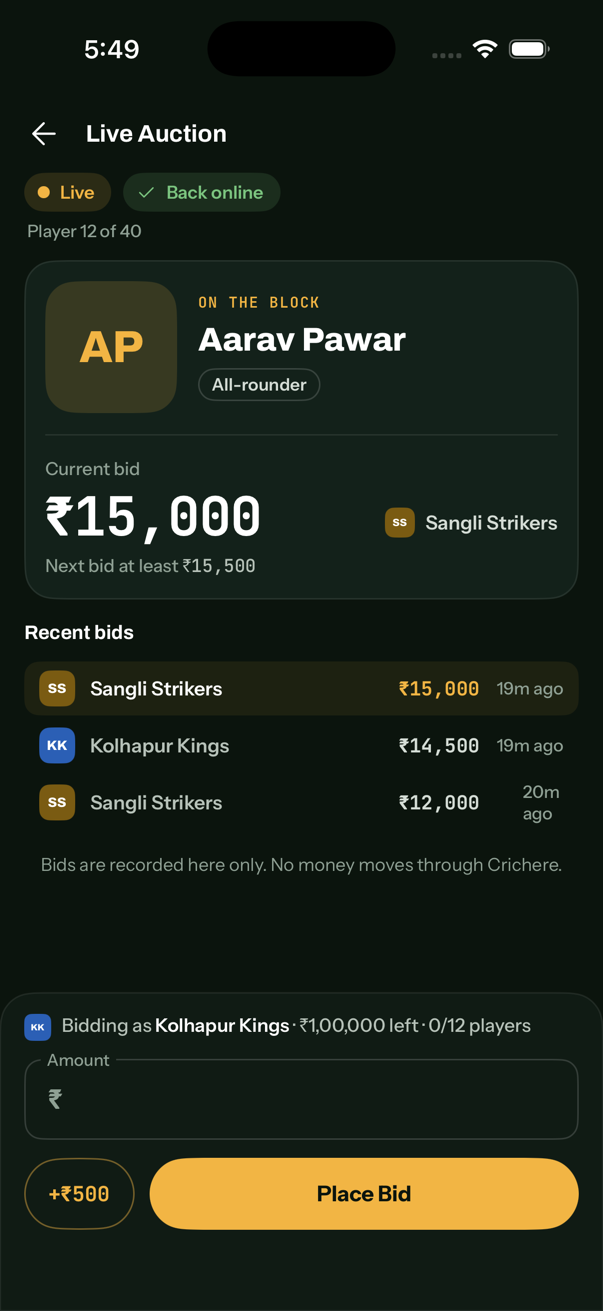 5:49
Live Auction
Live
Back online
Player 12 of 40
AP
ON THE BLOCK
Aarav Pawar
All-rounder
Current bid
₹15,000
SS Sangli Strikers
Next bid at least ₹15,500
Recent bids
SS Sangli Strikers ₹15,000 19m ago
KK Kolhapur Kings ₹14,500 19m ago
SS Sangli Strikers ₹12,000 20m
ago
Bids are recorded here only. No money moves through Crichere.
KK Bidding as Kolhapur Kings · ₹1,00,000 left · 0/12 players
Amount
₹
+₹500
Place Bid